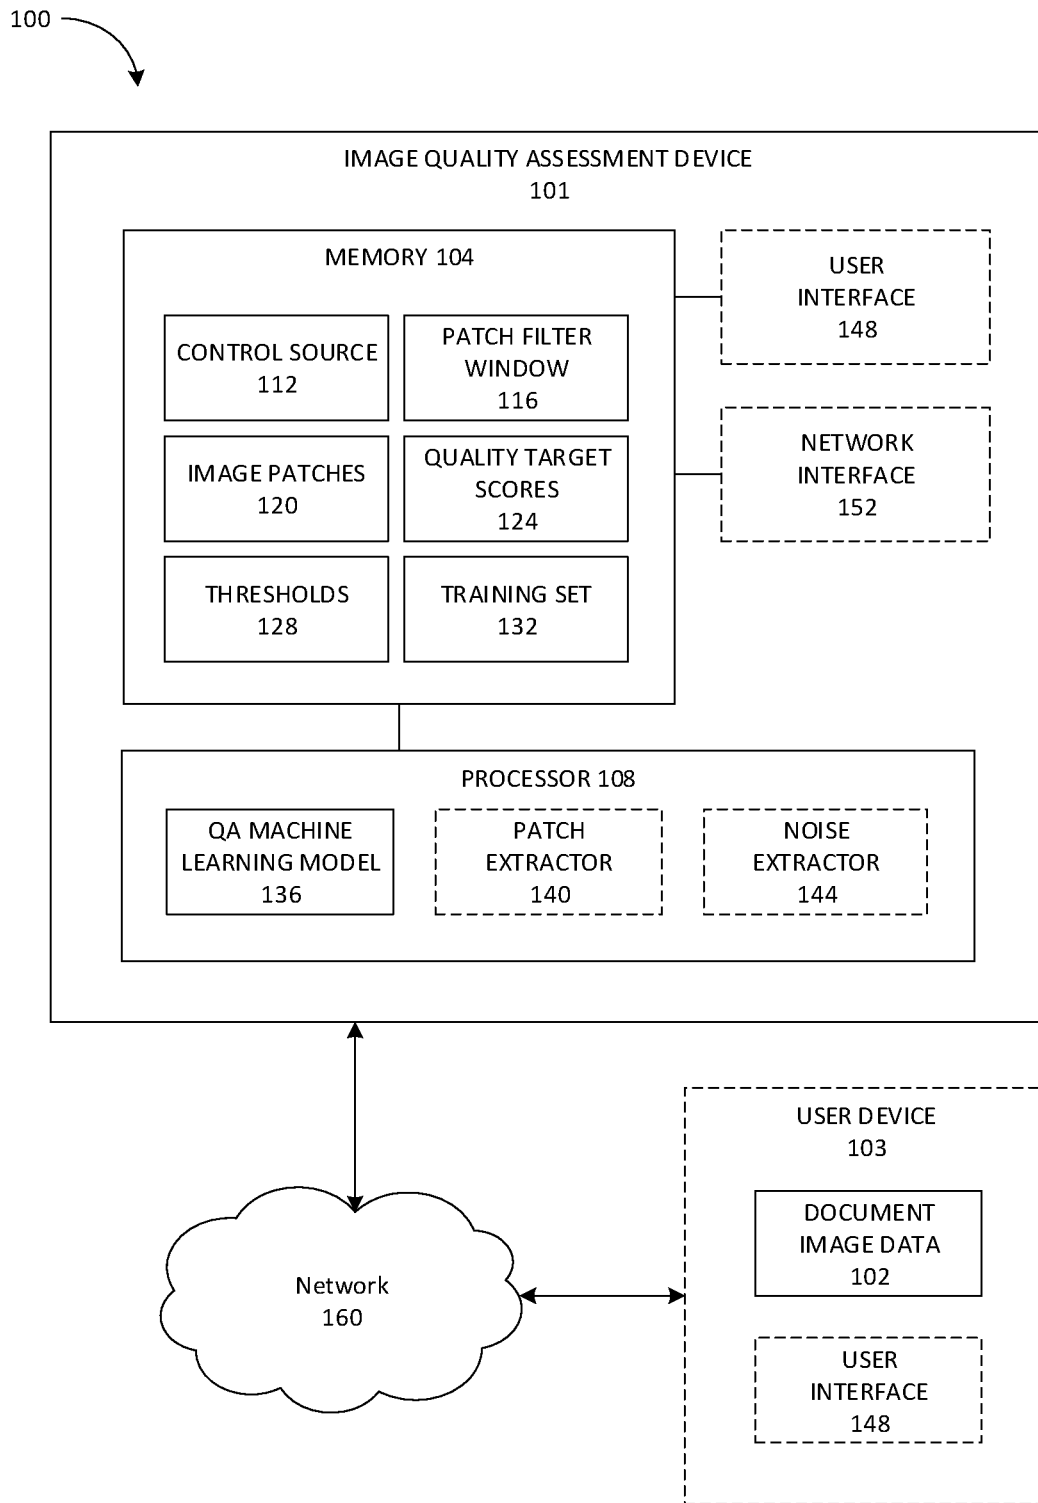 100
IMAGE QUALITY ASSESSMENT DEVICE
101
MEMORY 104
CONTROL SOURCE
112
PATCH FILTER
WINDOW
116
IMAGE PATCHES
120
QUALITY TARGET
SCORES
124
THRESHOLDS
128
TRAINING SET
132
USER
INTERFACE
148
NETWORK
INTERFACE
152
PROCESSOR 108
QA MACHINE
LEARNING MODEL
136
PATCH
EXTRACTOR
140
NOISE
EXTRACTOR
144
Network
160
USER DEVICE
103
DOCUMENT
IMAGE DATA
102
USER
INTERFACE
148